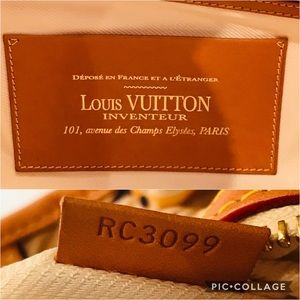 DÉPOSÉ EN FRANCE ET A L'ÉTRANGER
LOUIS VUITTON
INVENTEUR
101, avenue des Champs Elysées, PARIS
RC3099
PIC•COLLAGE